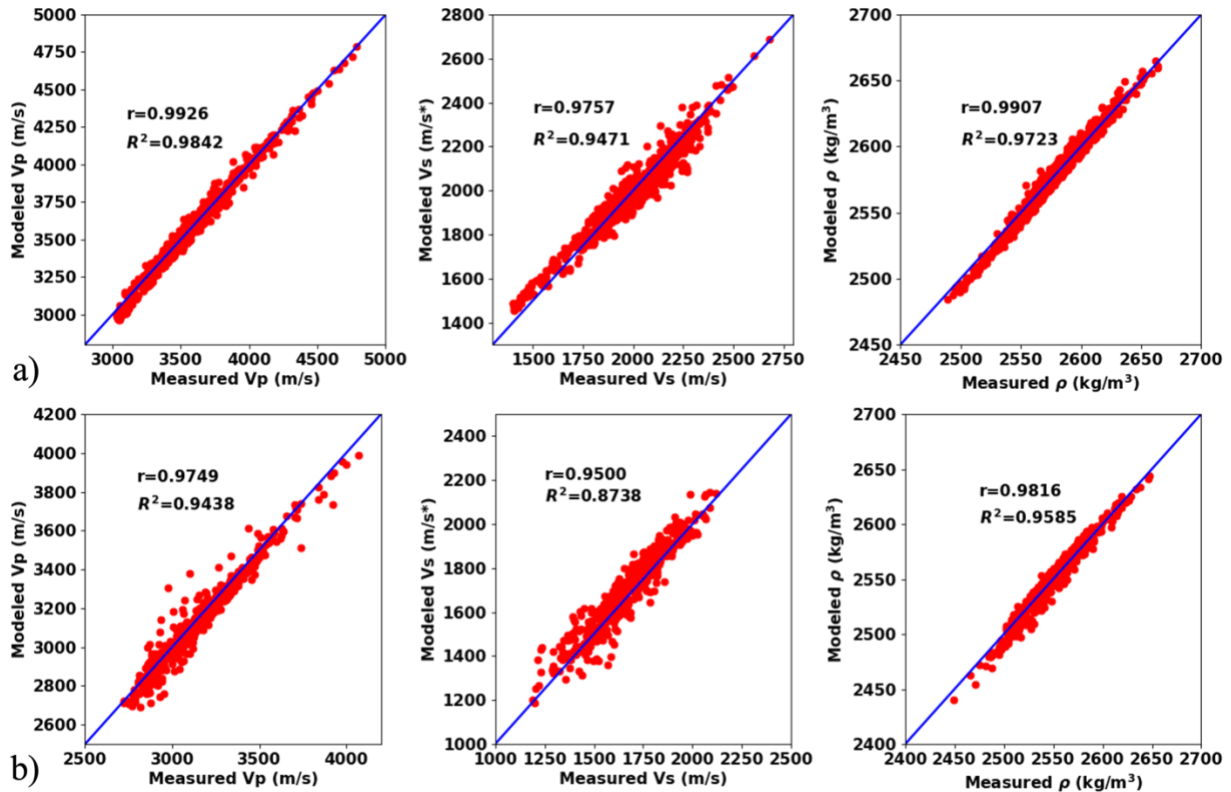 5000
4750
4500
4250
4000
3750
3500
3250
3000
Modeled Vp (m/s)
r=0.9926
R²=0.9842
3000 3500 4000 4500 5000
Measured Vp (m/s)
2800
2600
2400
2200
2000
1800
1600
1400
Modeled Vs (m/s*)
r=0.9757
R²=0.9471
1500 1750 2000 2250 2500 2750
Measured Vs (m/s)
2700
2650
2600
2550
2500
2450
Modeled ρ (kg/m³)
r=0.9907
R²=0.9723
2450 2500 2550 2600 2650 2700
Measured ρ (kg/m³)
a)
4200
4000
3800
3600
3400
3200
3000
2800
2600
Modeled Vp (m/s)
r=0.9749
R²=0.9438
2500 3000 3500 4000
Measured Vp (m/s)
2400
2200
2000
1800
1600
1400
1200
1000
Modeled Vs (m/s*)
r=0.9500
R²=0.8738
1000 1250 1500 1750 2000 2250 2500
Measured Vs (m/s)
2700
2650
2600
2550
2500
2450
2400
Modeled ρ (kg/m³)
r=0.9816
R²=0.9585
2400 2450 2500 2550 2600 2650 2700
Measured ρ (kg/m³)
b)